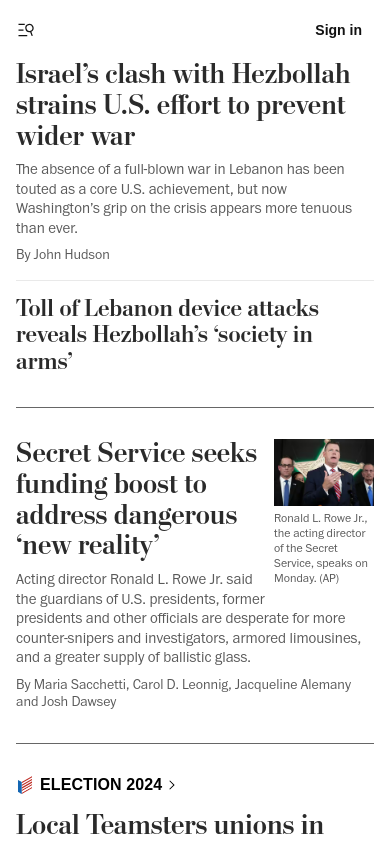 Sign in
Israel’s clash with Hezbollah
strains U.S. effort to prevent
wider war
The absence of a full-blown war in Lebanon has been
touted as a core U.S. achievement, but now
Washington’s grip on the crisis appears more tenuous
than ever.
By John Hudson
Toll of Lebanon device attacks
reveals Hezbollah’s ‘society in
arms’
Secret Service seeks
funding boost to
address dangerous
‘new reality’
Ronald L. Rowe Jr.,
the acting director
of the Secret
Service, speaks on
Monday. (AP)
Acting director Ronald L. Rowe Jr. said
the guardians of U.S. presidents, former
presidents and other officials are desperate for more
counter-snipers and investigators, armored limousines,
and a greater supply of ballistic glass.
By Maria Sacchetti, Carol D. Leonnig, Jacqueline Alemany
and Josh Dawsey
ELECTION 2024
Local Teamsters unions in